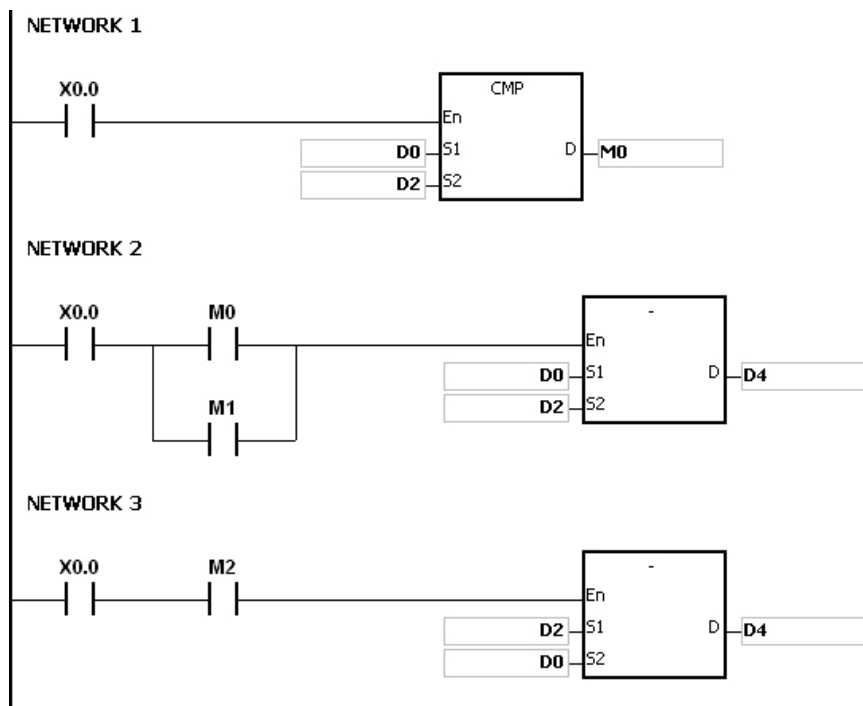 NETWORK 1
X0.0
CMP
En
D0 S1 D M0
D2 S2
NETWORK 2
X0.0 M0
-
En
D0 S1 D D4
M1
D2 S2
NETWORK 3
X0.0 M2
-
En
D2 S1 D D4
D0 S2